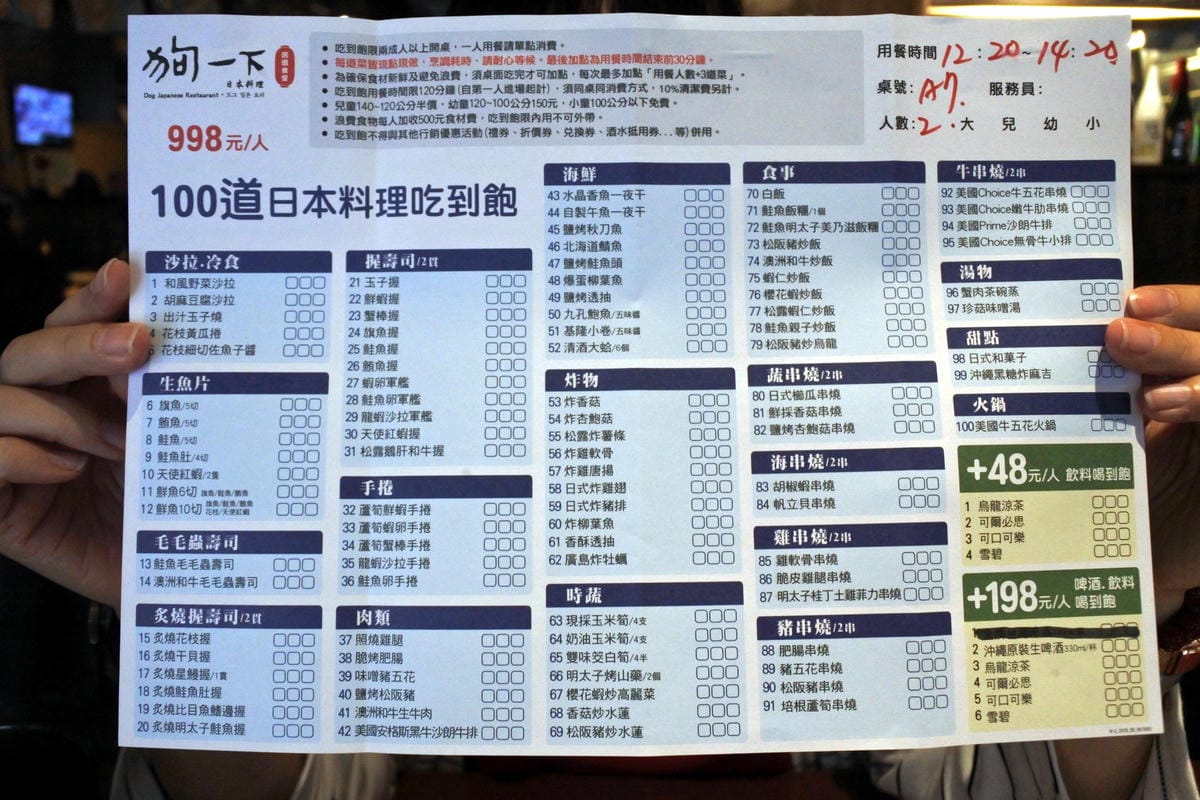 狗一下
居酒食堂
日本料理
Dog Japanese Restaurant · 도그 일본 요리
998元/人
• 吃到飽限兩成人以上開桌,一人用餐請單點消費。
• 每道菜皆現點現做,烹調耗時,請耐心等候。最後加點為用餐時間結束前30分鐘。
• 為確保食材新鮮及避免浪費,須桌面吃完才可加點,每次最多加點「用餐人數+3道菜」。
• 吃到飽用餐時間限120分鐘(自第一人進場起計),須同桌同消費方式,10%清潔費另計。
• 兒童140~120公分半價,幼童120~100公分150元,小童100公分以下免費。
• 浪費食物每人加收500元食材費,吃到飽限內用不可外帶。
• 吃到飽不得與其他行銷優惠活動(禮券、折價券、兌換券、酒水抵用券...等)併用。
用餐時間 12:20~14:20
桌號:A7. 服務員:
人數:2.大 兒 幼 小
100道日本料理吃到飽
沙拉.冷食
1 和風野菜沙拉
2 胡麻豆腐沙拉
3 出汁玉子燒
4 花枝黃瓜捲
5 花枝細切佐魚子醬
生魚片
6 旗魚/5切
7 鮪魚/5切
8 鮭魚/5切
9 鮭魚肚/4切
10 天使紅蝦/2隻
11 鮮魚6切 旗魚/鮭魚/鮪魚
12 鮮魚10切 旗魚/鮭魚/鮪魚 花枝/天使紅蝦
毛毛蟲壽司
13 鮭魚毛毛蟲壽司
14 澳洲和牛毛毛蟲壽司
炙燒握壽司/2貫
15 炙燒花枝握
16 炙燒干貝握
17 炙燒星鰻握/1貫
18 炙燒鮭魚肚握
19 炙燒比目魚鰭邊握
20 炙燒明太子鮭魚握
握壽司/2貫
21 玉子握
22 鮮蝦握
23 蟹棒握
24 旗魚握
25 鮭魚握
26 鮪魚握
27 蝦卵軍艦
28 鮭魚卵軍艦
29 龍蝦沙拉軍艦
30 天使紅蝦握
31 松露鵝肝和牛握
手捲
32 蘆筍鮮蝦手捲
33 蘆筍蝦卵手捲
34 蘆筍蟹棒手捲
35 龍蝦沙拉手捲
36 鮭魚卵手捲
肉類
37 照燒雞腿
38 脆烤肥腸
39 味噌豬五花
40 鹽烤松阪豬
41 澳洲和牛生牛肉
42 美國安格斯黑牛沙朗牛排
海鮮
43 水晶香魚一夜干
44 自製午魚一夜干
45 鹽烤秋刀魚
46 北海道鯖魚
47 鹽烤鮭魚頭
48 爆蛋柳葉魚
49 鹽烤透抽
50 九孔鮑魚/五味醬
51 基隆小卷/五味醬
52 清酒大蛤/6個
炸物
53 炸香菇
54 炸杏鮑菇
55 松露炸薯條
56 炸雞軟骨
57 炸雞唐揚
58 日式炸雞翅
59 日式炸豬排
60 炸柳葉魚
61 香酥透抽
62 廣島炸牡蠣
時蔬
63 現採玉米筍/4支
64 奶油玉米筍/4支
65 雙味茭白筍/4半
66 明太子烤山藥/2個
67 櫻花蝦炒高麗菜
68 香菇炒水蓮
69 松阪豬炒水蓮
食事
70 白飯
71 鮭魚飯糰/1個
72 鮭魚明太子美乃滋飯糰
73 松阪豬炒飯
74 澳洲和牛炒飯
75 蝦仁炒飯
76 櫻花蝦炒飯
77 松露蝦仁炒飯
78 鮭魚親子炒飯
79 松阪豬炒烏龍
蔬串燒/2串
80 日式櫛瓜串燒
81 鮮採香菇串燒
82 鹽烤杏鮑菇串燒
海串燒/2串
83 胡椒蝦串燒
84 帆立貝串燒
雞串燒/2串
85 雞軟骨串燒
86 脆皮雞腿串燒
87 明太子桂丁土雞菲力串燒
豬串燒/2串
88 肥腸串燒
89 豬五花串燒
90 松阪豬串燒
91 培根蘆筍串燒
牛串燒/2串
92 美國Choice牛五花串燒
93 美國Choice嫩牛肋串燒
94 美國Prime沙朗牛排
95 美國Choice無骨牛小排
湯物
96 蟹肉茶碗蒸
97 珍菇味噌湯
甜點
98 日式和菓子
99 沖繩黑糖炸麻吉
火鍋
100 美國牛五花火鍋
+48元/人 飲料喝到飽
1 烏龍涼茶
2 可爾必思
3 可口可樂
4 雪碧
+198元/人 啤酒.飲料喝到飽
2 沖繩原裝生啤酒330ml/杯
3 烏龍涼茶
4 可爾必思
5 可口可樂
6 雪碧